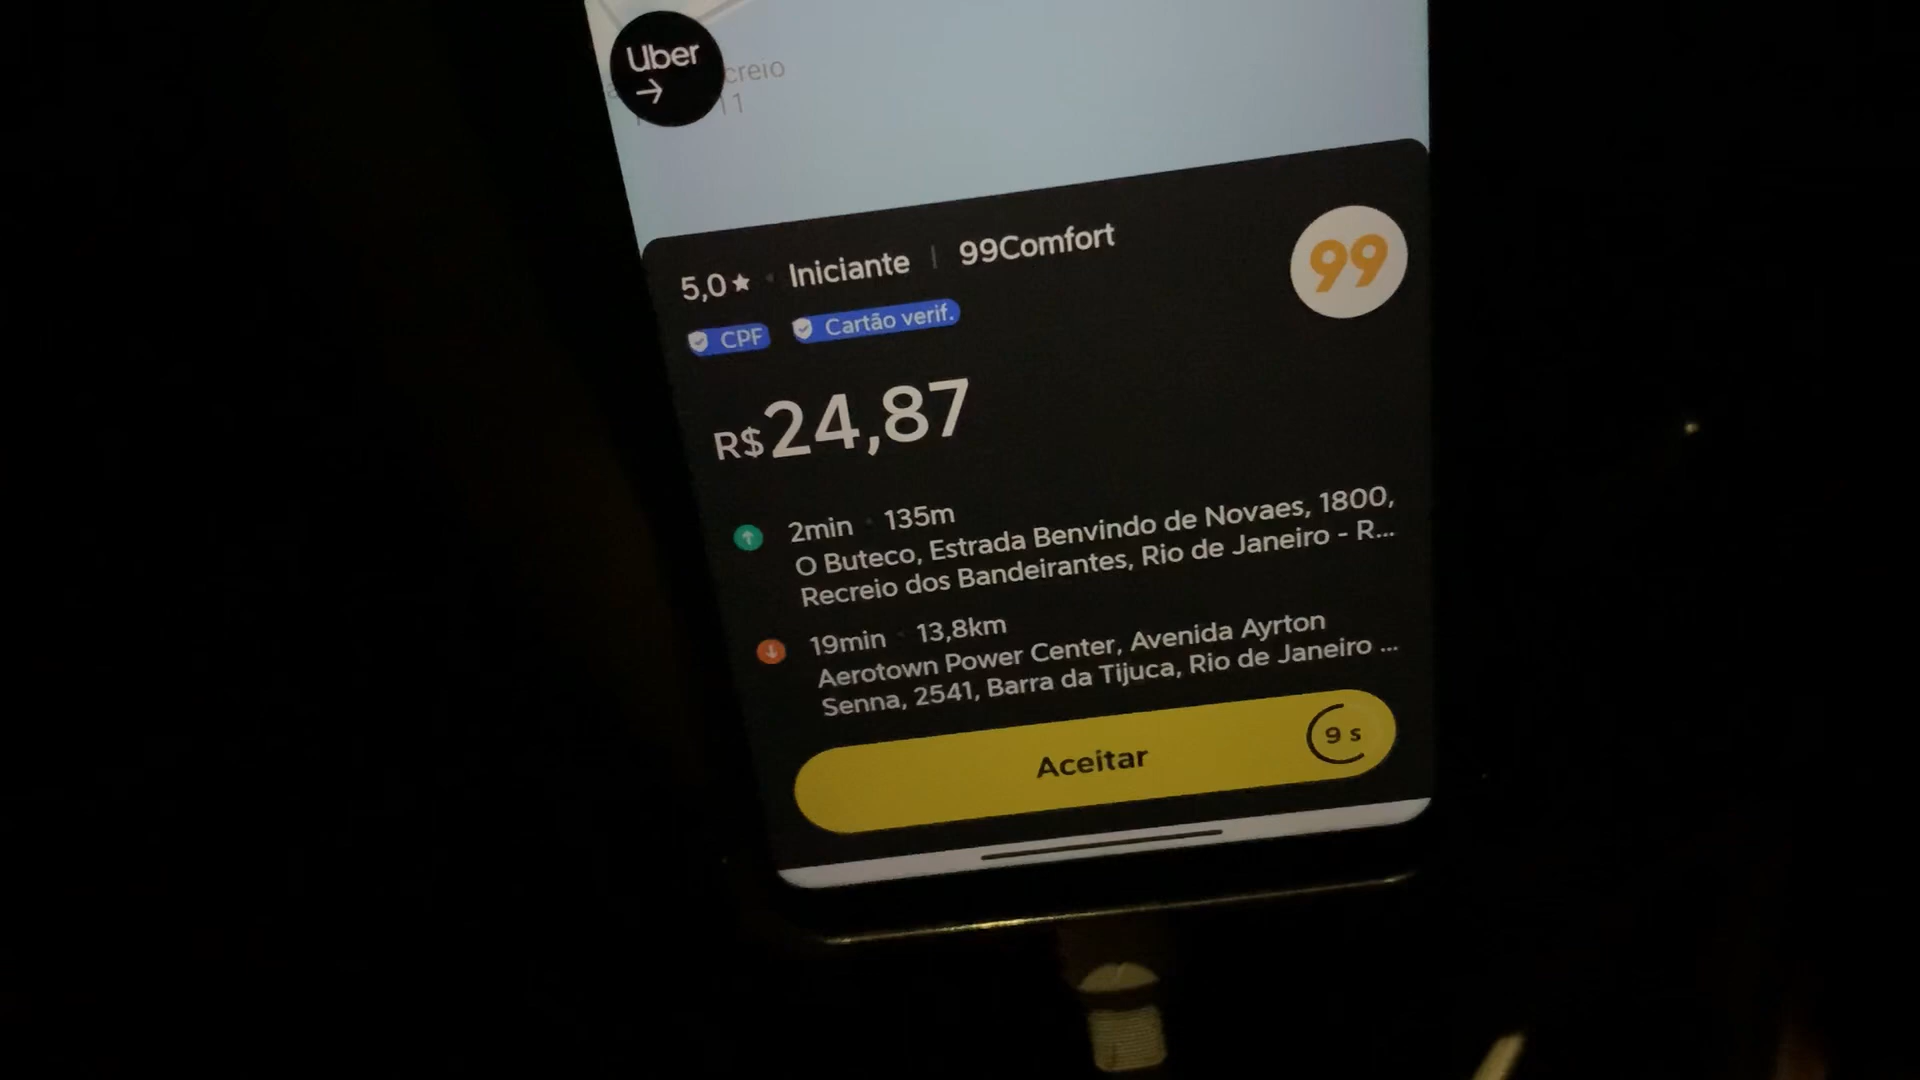 Uber
creio
11
5,0★ · Iniciante | 99Comfort
99
CPF Cartão verif.
R$24,87
2min · 135m
O Buteco, Estrada Benvindo de Novaes, 1800,
Recreio dos Bandeirantes, Rio de Janeiro - R...
19min · 13,8km
Aerotown Power Center, Avenida Ayrton
Senna, 2541, Barra da Tijuca, Rio de Janeiro ...
Aceitar 9 s